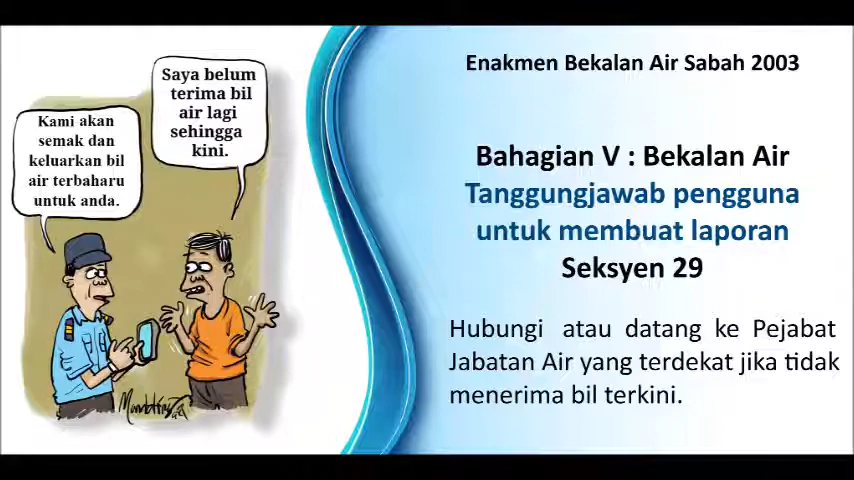 Saya belum
terima bil
air lagi
sehingga
kini.
Kami akan
semak dan
keluarkan bil
air terbaharu
untuk anda.
Enakmen Bekalan Air Sabah 2003
Bahagian V : Bekalan Air
Tanggungjawab pengguna
untuk membuat laporan
Seksyen 29
Hubungi atau datang ke Pejabat
Jabatan Air yang terdekat jika tidak
menerima bil terkini.